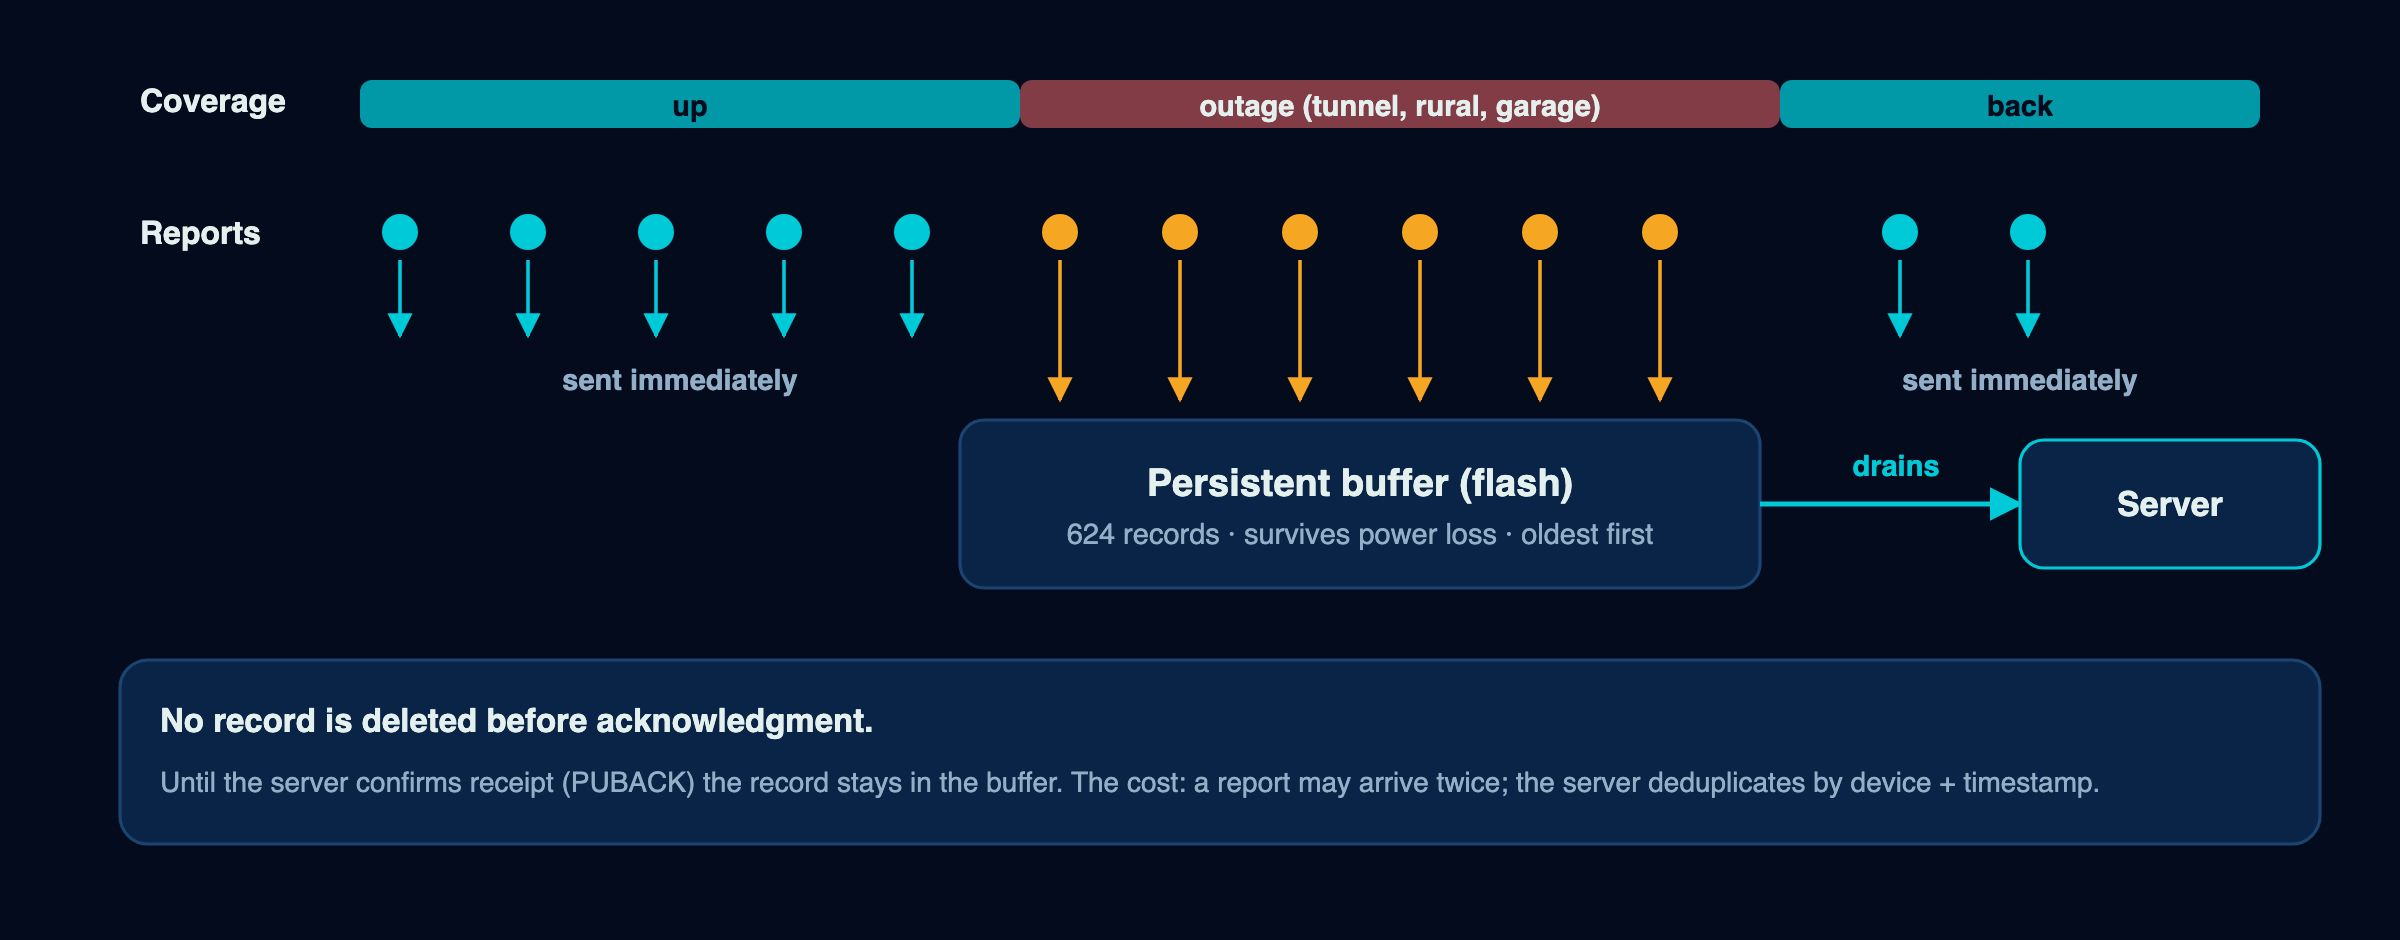 Coverage
up
outage (tunnel, rural, garage)
back
Reports
sent immediately
sent immediately
Persistent buffer (flash)
624 records · survives power loss · oldest first
drains
Server
No record is deleted before acknowledgment.
Until the server confirms receipt (PUBACK) the record stays in the buffer. The cost: a report may arrive twice; the server deduplicates by device + timestamp.